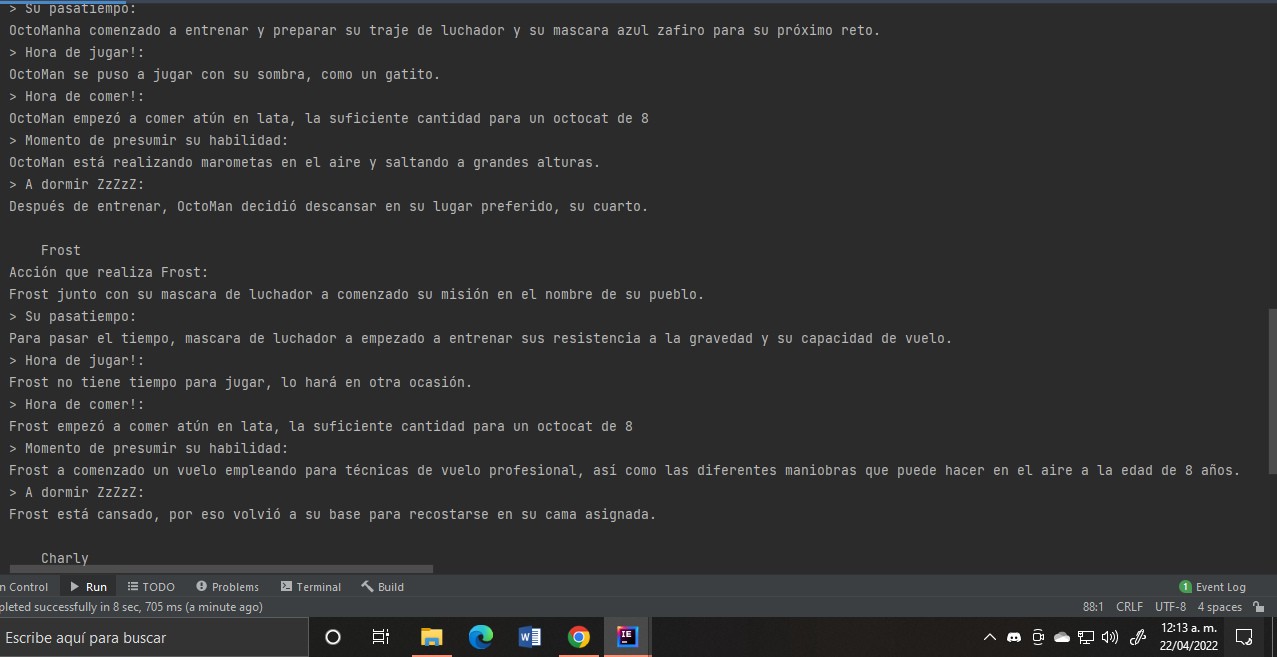 > Su pasatiempo:
OctoManha comenzado a entrenar y preparar su traje de luchador y su mascara azul zafiro para su próximo reto.
> Hora de jugar!:
OctoMan se puso a jugar con su sombra, como un gatito.
> Hora de comer!:
OctoMan empezó a comer atún en lata, la suficiente cantidad para un octocat de 8
> Momento de presumir su habilidad:
OctoMan está realizando marometas en el aire y saltando a grandes alturas.
> A dormir ZzZzZ:
Después de entrenar, OctoMan decidió descansar en su lugar preferido, su cuarto.
Frost
Acción que realiza Frost:
Frost junto con su mascara de luchador a comenzado su misión en el nombre de su pueblo.
> Su pasatiempo:
Para pasar el tiempo, mascara de luchador a empezado a entrenar sus resistencia a la gravedad y su capacidad de vuelo.
> Hora de jugar!:
Frost no tiene tiempo para jugar, lo hará en otra ocasión.
> Hora de comer!:
Frost empezó a comer atún en lata, la suficiente cantidad para un octocat de 8
> Momento de presumir su habilidad:
Frost a comenzado un vuelo empleando para técnicas de vuelo profesional, asi como las diferentes maniobras que puede hacer en el aire a la edad de 8 años.
> A dormir ZzZzZ:
Frost está cansado, por eso volvió a su base para recostarse en su cama asignada.
Charly
n Control Run TODO Problems Terminal Build 1 Event Log
pleted successfully in 8 sec, 705 ms (a minute ago) 88:1 CRLF UTF-8 4 spaces
Escribe aquí para buscar
W
IE
12:13 a. m.
22/04/2022